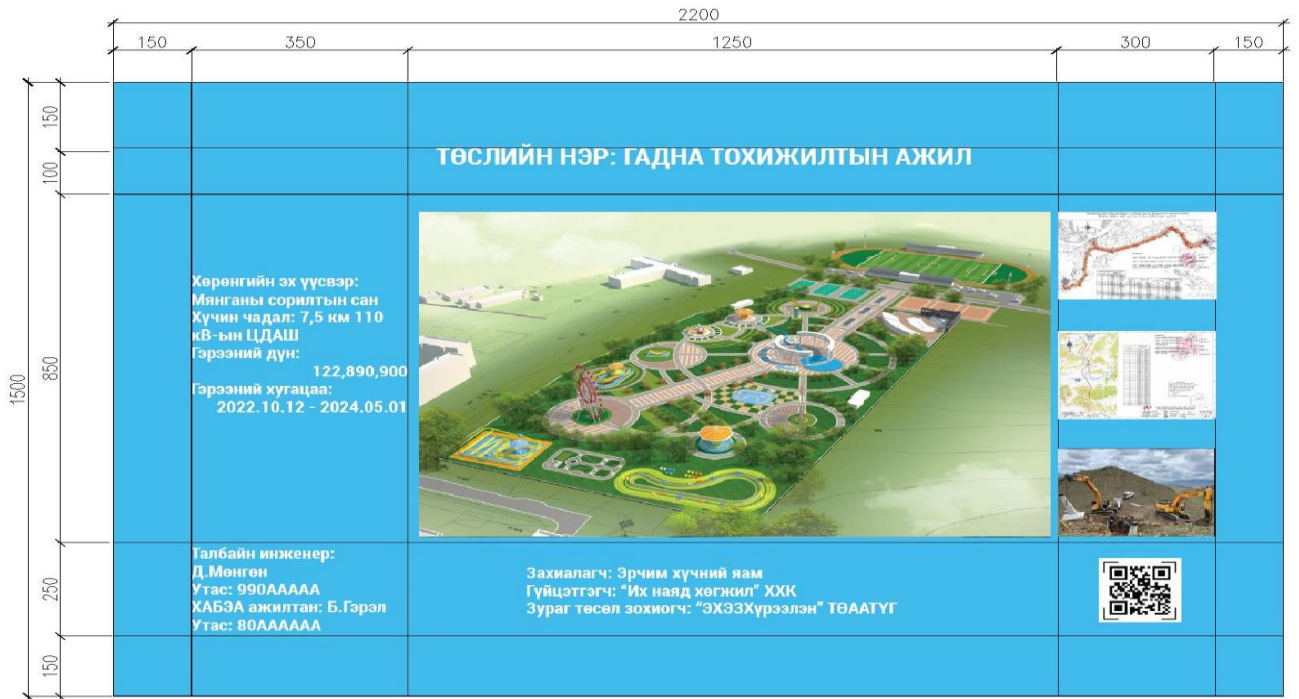 2200
150 350 1250 300 150
1500
150
100
850
250
150
ТӨСЛИЙН НЭР: ГАДНА ТОХИЖИЛТЫН АЖИЛ
Хөрөнгийн эх үүсвэр:
Мянганы сорилтын сан
Хүчин чадал: 7,5 км 110
кВ-ын ЦДАШ
Гэрээний дүн:
122,890,900
Гэрээний хугацаа:
2022.10.12 - 2024.05.01
Талбайн инженер:
Д.Мөнгөн
Утас: 990ААААА
ХАБЭА ажилтан: Б.Гэрэл
Утас: 80АААААА
Захиалагч: Эрчим хүчний яам
Гүйцэтгэгч: “Их наяд хөгжил” ХХК
Зураг төсөл зохиогч: “ЭХЭЗХүрээлэн” ТӨААТҮГ